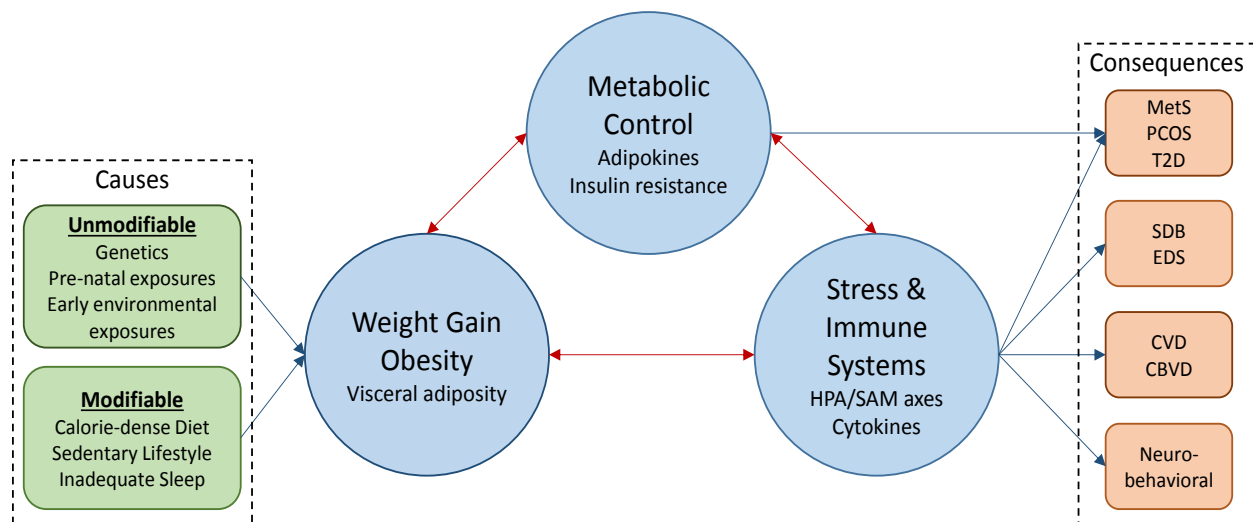 Causes
Unmodifiable
Genetics
Pre-natal exposures
Early environmental
exposures
Modifiable
Calorie-dense Diet
Sedentary Lifestyle
Inadequate Sleep
Weight Gain
Obesity
Visceral adiposity
Metabolic
Control
Adipokines
Insulin resistance
Stress &
Immune
Systems
HPA/SAM axes
Cytokines
Consequences
MetS
PCOS
T2D
SDB
EDS
CVD
CBVD
Neuro-
behavioral